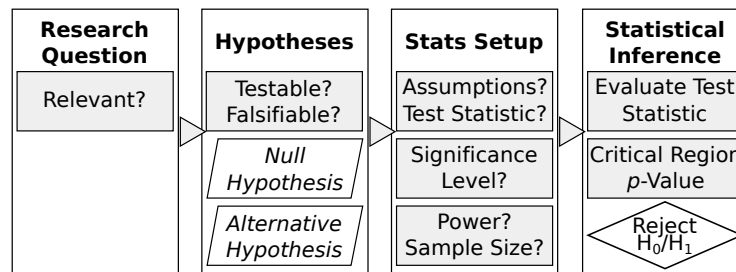 Research
Question
Relevant?
Hypotheses
Testable?
Falsifiable?
Null
Hypothesis
Alternative
Hypothesis
Stats Setup
Assumptions?
Test Statistic?
Significance
Level?
Power?
Sample Size?
Statistical
Inference
Evaluate Test
Statistic
Critical Region
p-Value
Reject
H₀/H₁